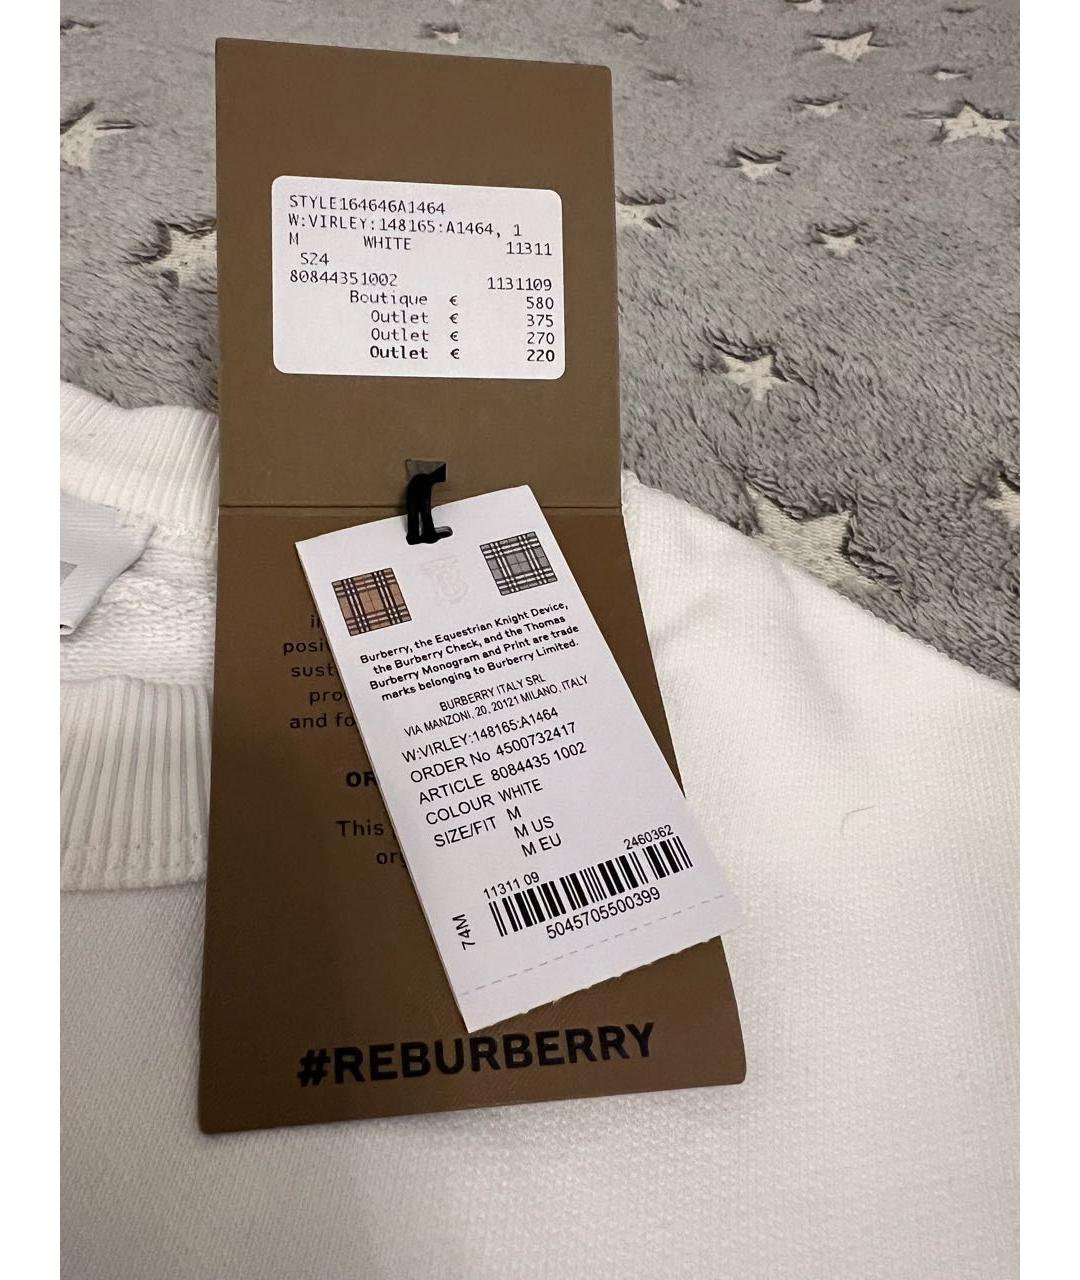 STYLE164646A1464
W:VIRLEY:148165:A1464, 1
M WHITE 11311
S24
80844351002 1131109
Boutique € 580
Outlet € 375
Outlet € 270
Outlet € 220
Burberry, the Equestrian Knight Device,
the Burberry Check, and the Thomas
Burberry Monogram and Print are trade
marks belonging to Burberry Limited.
BURBERRY ITALY SRL
VIA MANZONI, 20, 20121 MILANO, ITALY
W:VIRLEY:148165:A1464
ORDER No 4500732417
ARTICLE 8084435 1002
COLOUR WHITE
SIZE/FIT M
M US
M EU
11311 09 2460362
5045705500399
74M
and
This
#REBURBERRY